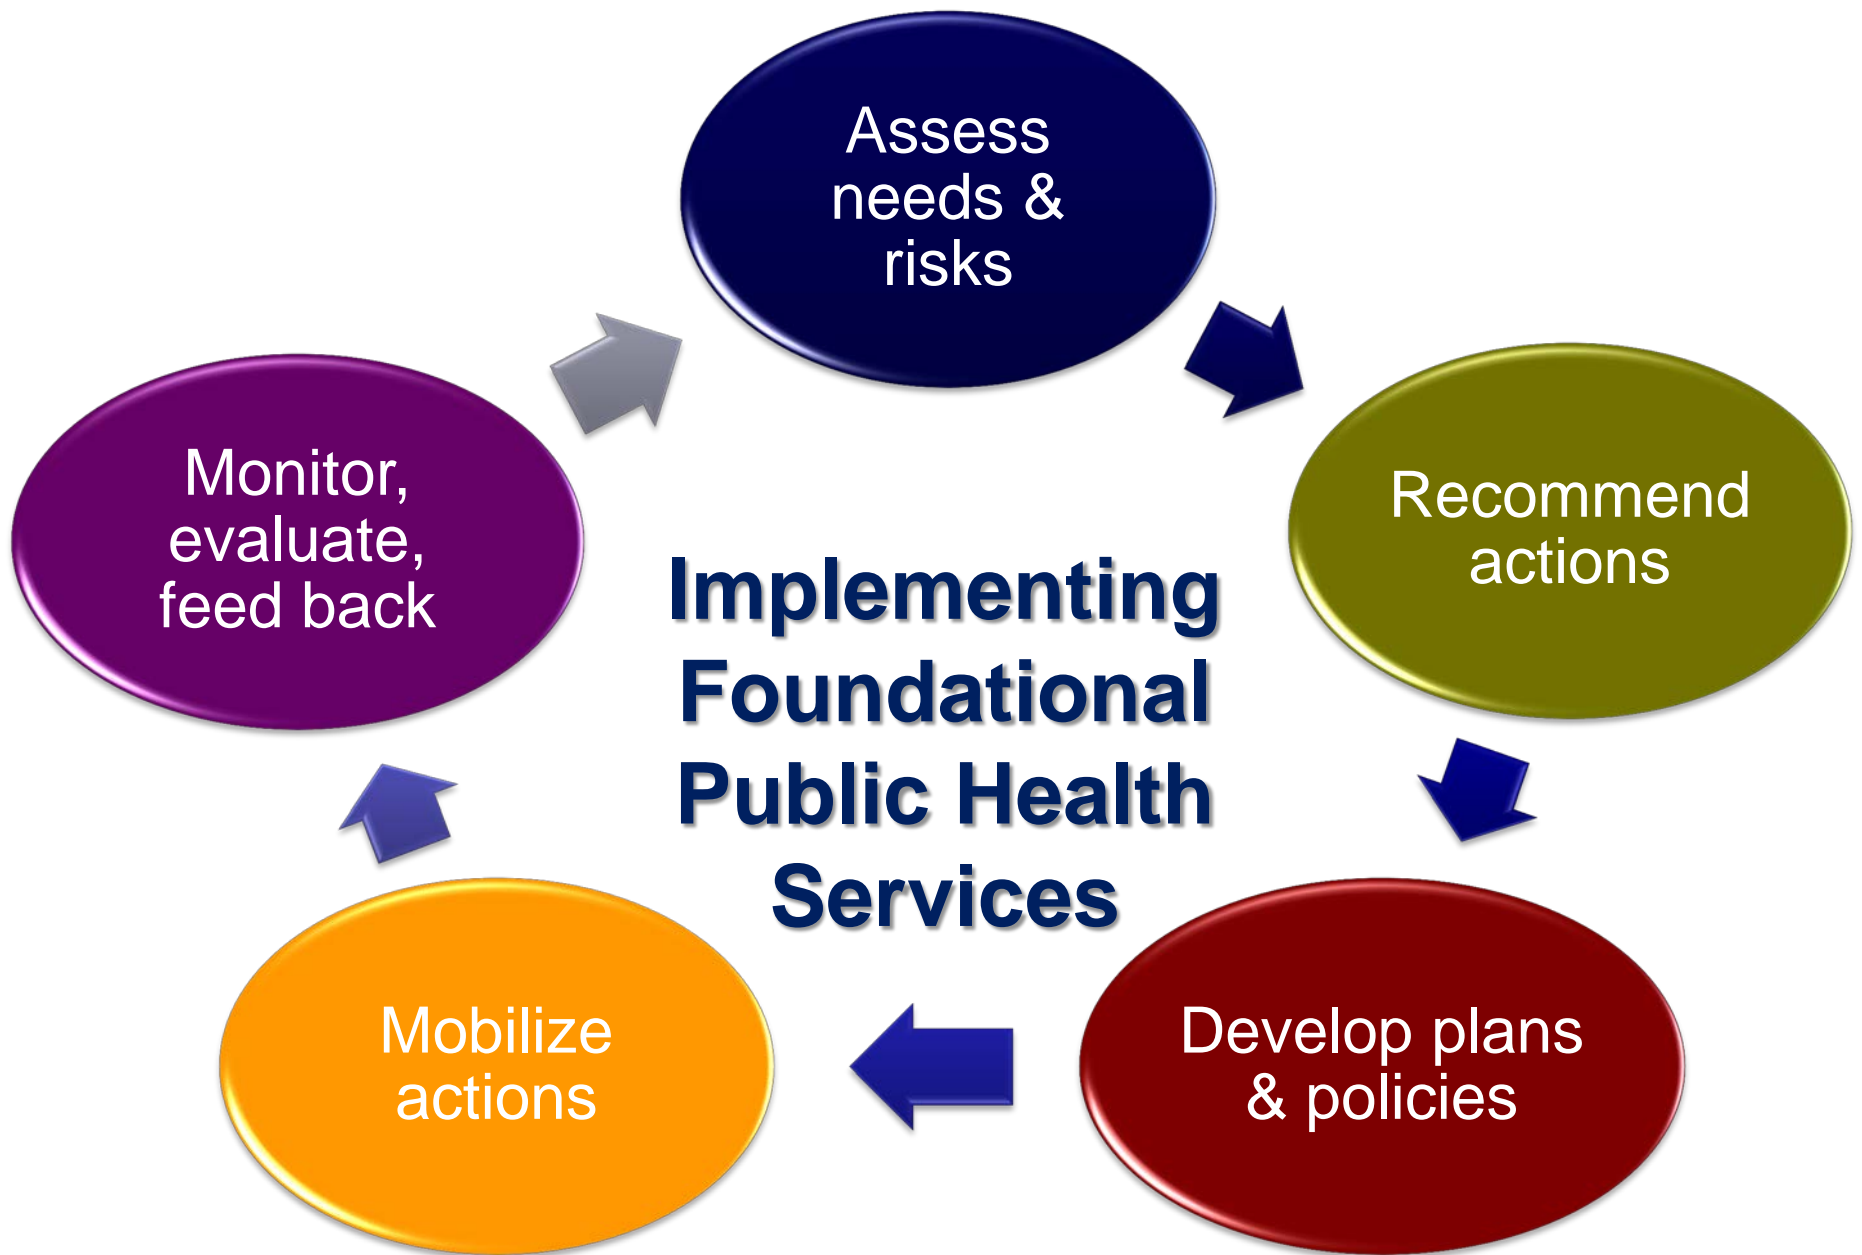 Assess
needs &
risks
Recommend
actions
Develop plans
& policies
Mobilize
actions
Monitor,
evaluate,
feed back
Implementing
Foundational
Public Health
Services